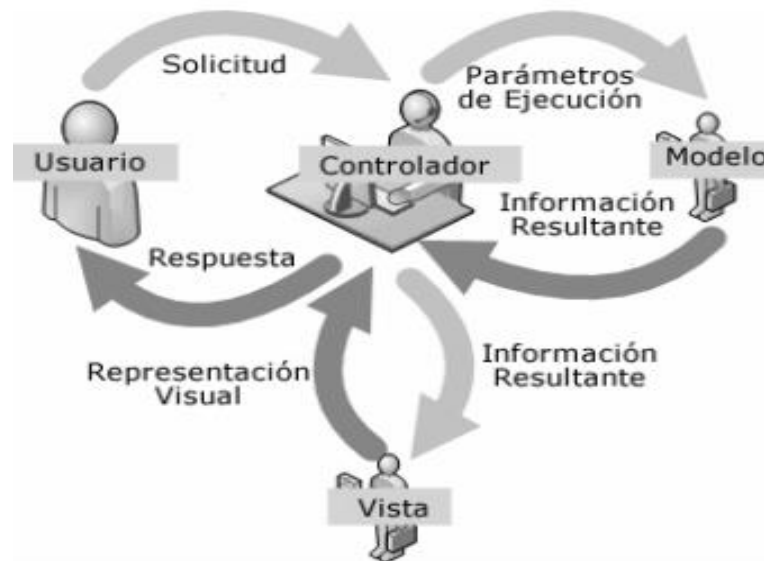 Solicitud
Parámetros
de Ejecución
Usuario
Controlador
Modelo
Información
Resultante
Respuesta
Representación
Visual
Información
Resultante
Vista